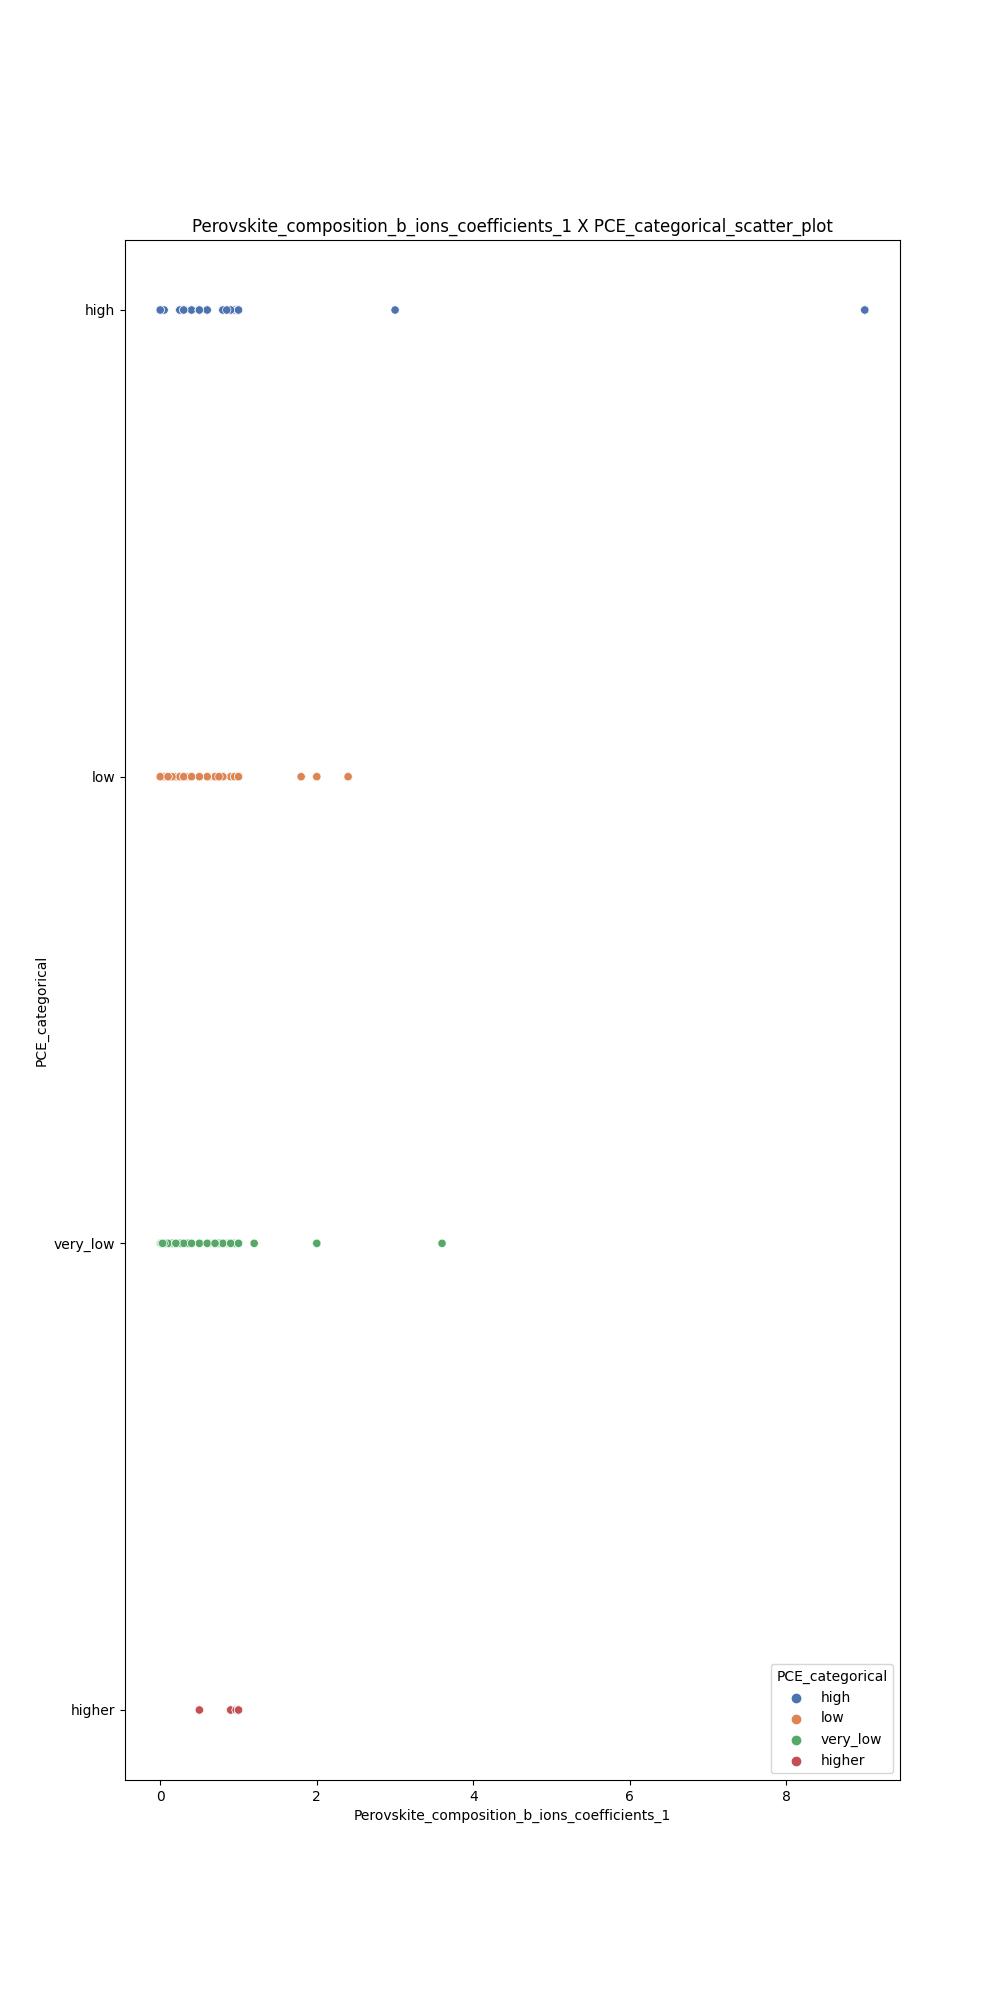 Perovskite_composition_b_ions_coefficients_1 X PCE_categorical_scatter_plot
high
low
very_low
higher
PCE_categorical
0 2 4 6 8
Perovskite_composition_b_ions_coefficients_1
PCE_categorical
high
low
very_low
higher